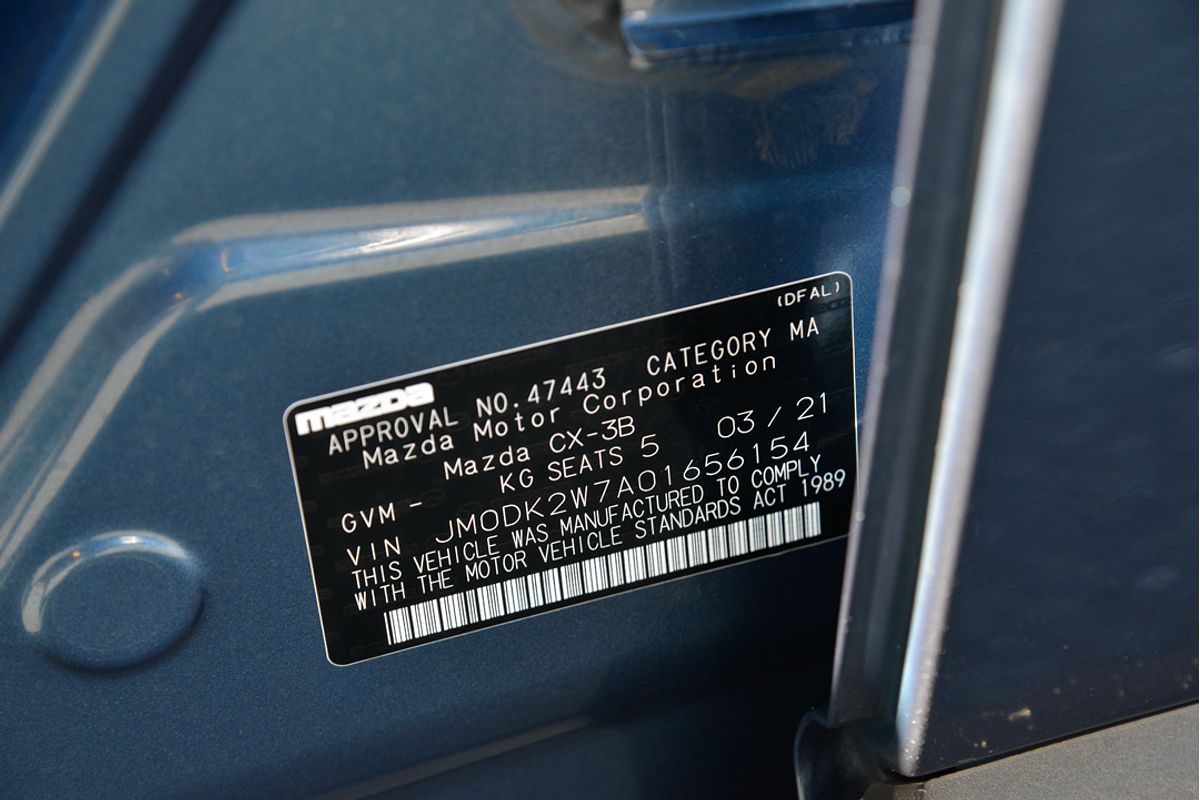 (DFAL)
mazda
APPROVAL NO.47443 CATEGORY MA
Mazda Motor Corporation
Mazda CX-3B
GVM - KG SEATS 5 03/21
VIN JM0DK2W7A01656154
THIS VEHICLE WAS MANUFACTURED TO COMPLY
WITH THE MOTOR VEHICLE STANDARDS ACT 1989